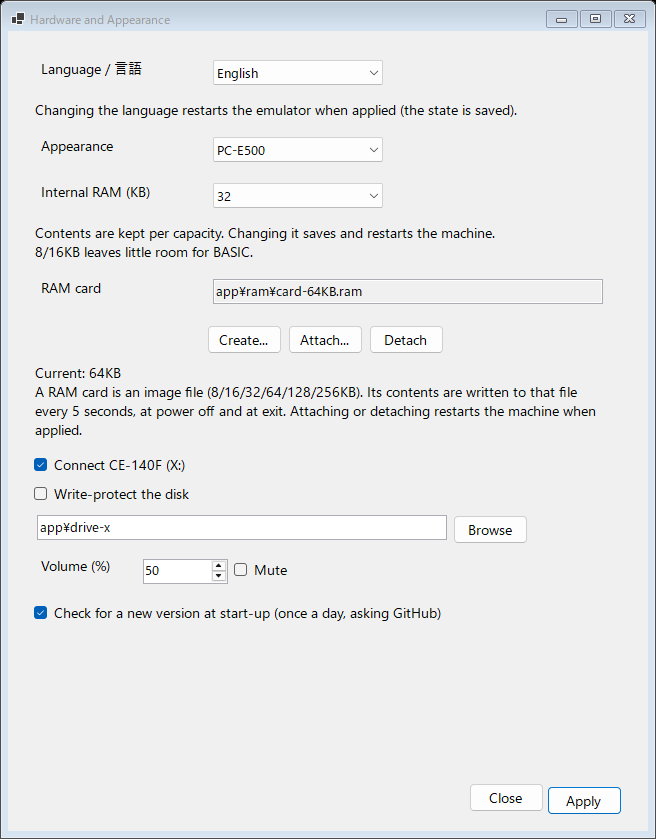 Hardware and Appearance
Language / 言語
English
Changing the language restarts the emulator when applied (the state is saved).
Appearance
PC-E500
Internal RAM (KB)
32
Contents are kept per capacity. Changing it saves and restarts the machine.
8/16KB leaves little room for BASIC.
RAM card
app¥ram¥card-64KB.ram
Create...
Attach...
Detach
Current: 64KB
A RAM card is an image file (8/16/32/64/128/256KB). Its contents are written to that file
every 5 seconds, at power off and at exit. Attaching or detaching restarts the machine when
applied.
Connect CE-140F (X:)
Write-protect the disk
app¥drive-x
Browse
Volume (%)
50
Mute
Check for a new version at start-up (once a day, asking GitHub)
Close
Apply